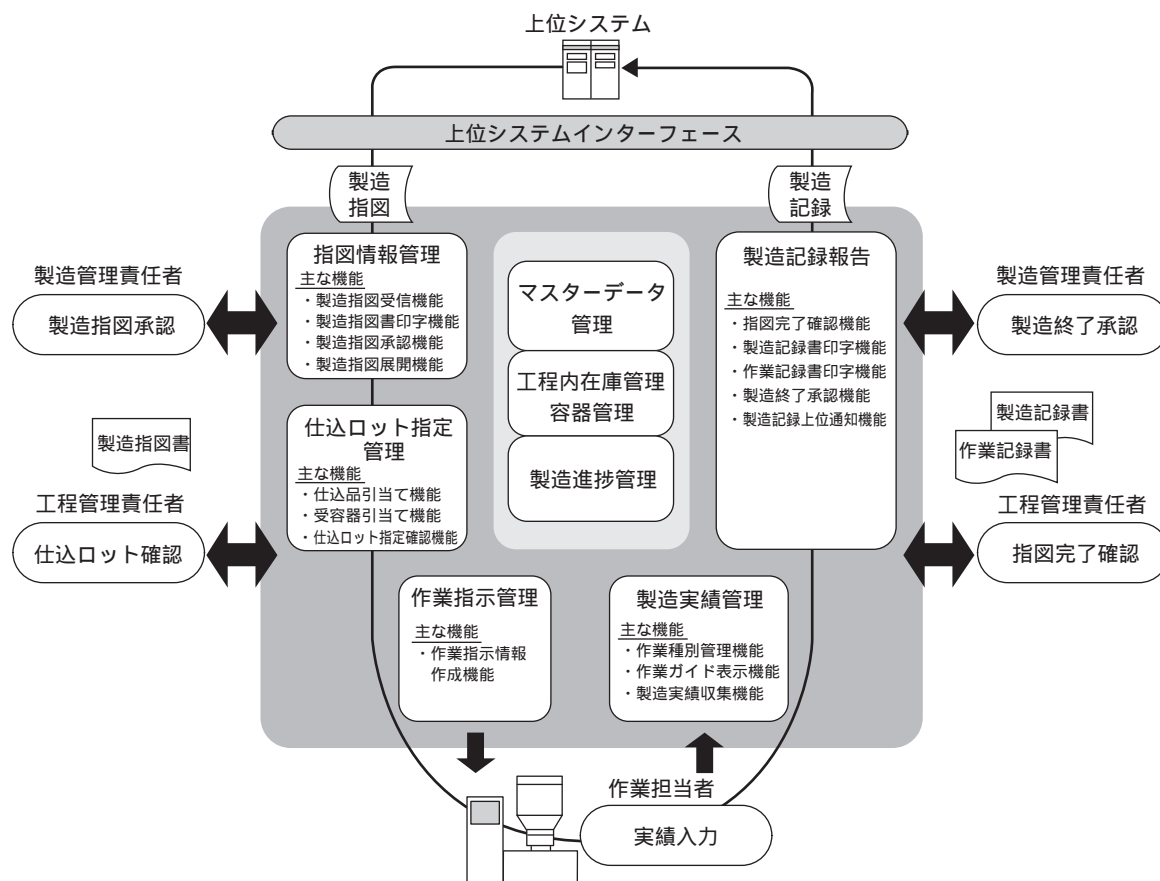 上位システム
上位システムインターフェース
製造
指図
製造
記録
製造管理責任者
製造指図承認
指図情報管理
主な機能
・製造指図受信機能
・製造指図書印字機能
・製造指図承認機能
・製造指図展開機能
製造指図書
工程管理責任者
仕込ロット確認
仕込ロット指定
管理
主な機能
・仕込品引当て機能
・受容器引当て機能
・仕込ロット指定確認機能
マスターデータ
管理
工程内在庫管理
容器管理
製造進捗管理
製造記録報告
主な機能
・指図完了確認機能
・製造記録書印字機能
・作業記録書印字機能
・製造終了承認機能
・製造記録上位通知機能
製造管理責任者
製造終了承認
製造記録書
作業記録書
工程管理責任者
指図完了確認
作業指示管理
主な機能
・作業指示情報
作成機能
製造実績管理
主な機能
・作業種別管理機能
・作業ガイド表示機能
・製造実績収集機能
作業担当者
実績入力